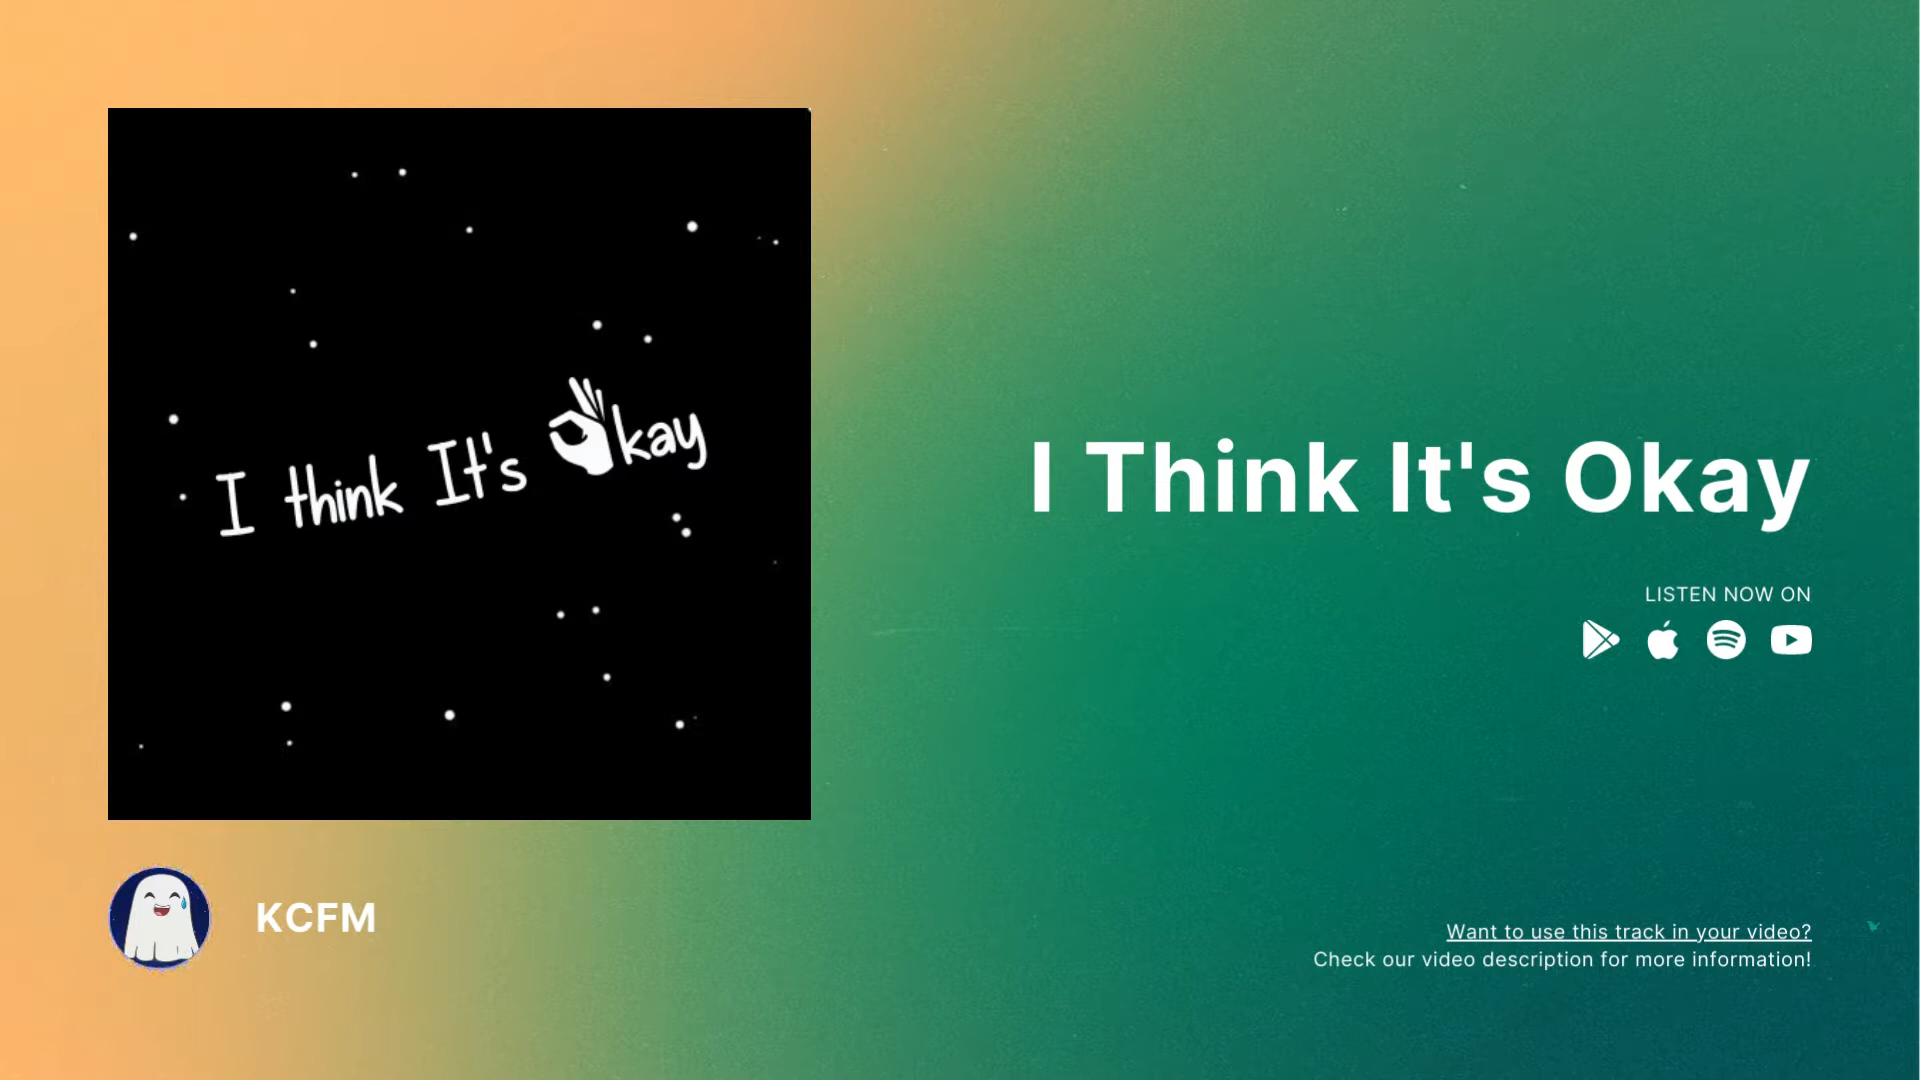 I think It's kay
I Think It's Okay
LISTEN NOW ON
KCFM
Want to use this track in your video?
Check our video description for more information!